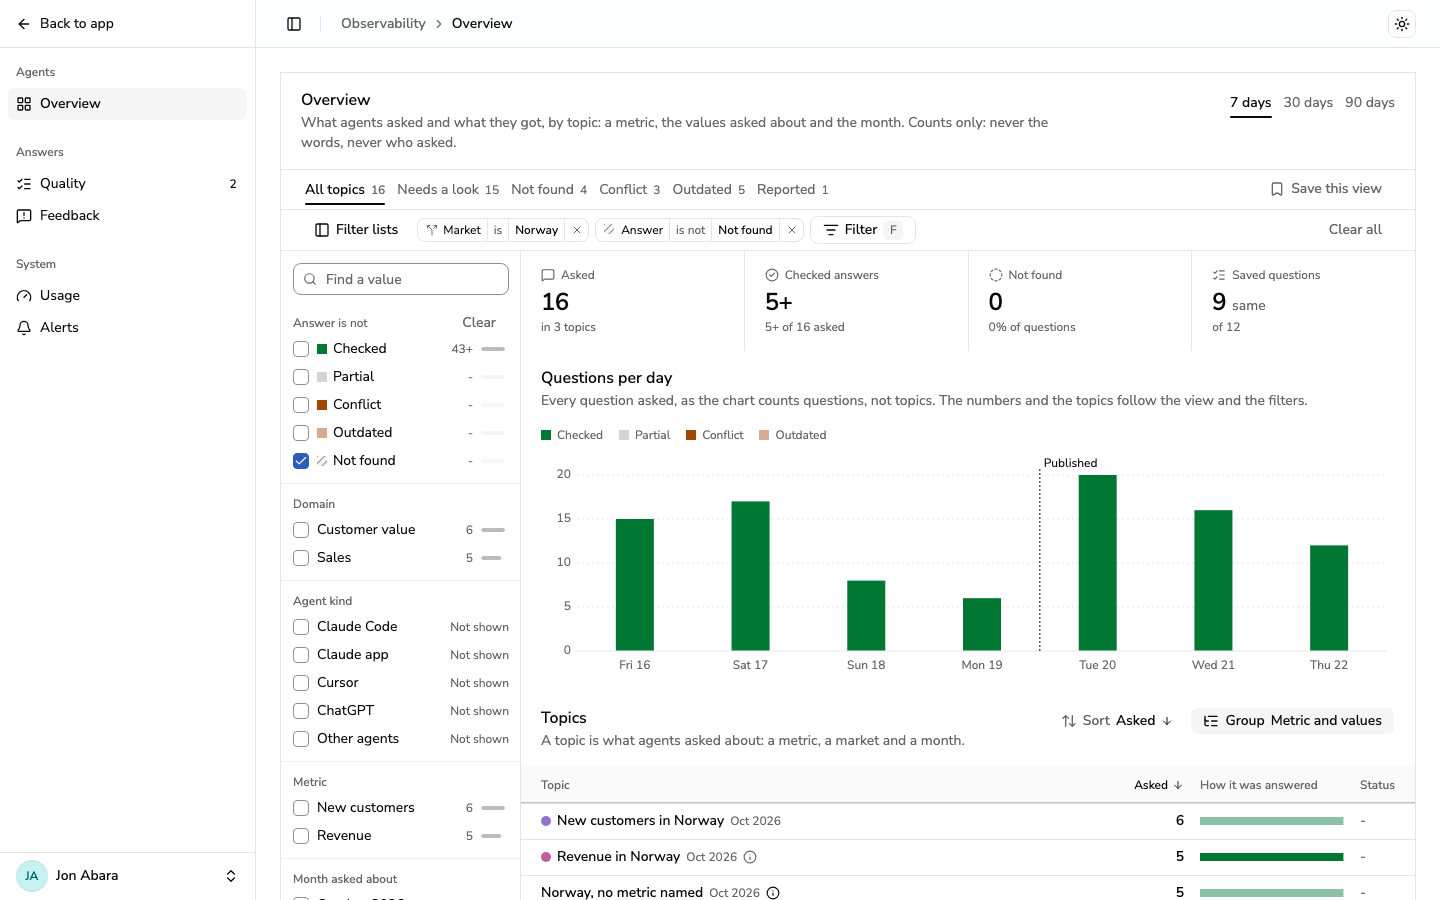 Back to app
Observability > Overview
Agents
Overview
Answers
Quality 2
Feedback
System
Usage
Alerts
JA Jon Abara
Overview
What agents asked and what they got, by topic: a metric, the values asked about and the month. Counts only: never the
words, never who asked.
7 days 30 days 90 days
All topics 16 Needs a look 15 Not found 4 Conflict 3 Outdated 5 Reported 1
Save this view
Filter lists Market is Norway Answer is not Not found Filter F
Clear all
Find a value
Answer is not Clear
Checked 43+
Partial -
Conflict -
Outdated -
Not found -
Domain
Customer value 6
Sales 5
Agent kind
Claude Code Not shown
Claude app Not shown
Cursor Not shown
ChatGPT Not shown
Other agents Not shown
Metric
New customers 6
Revenue 5
Month asked about
Asked
16
in 3 topics
Checked answers
5+
5+ of 16 asked
Not found
0
0% of questions
Saved questions
9 same
of 12
Questions per day
Every question asked, as the chart counts questions, not topics. The numbers and the topics follow the view and the filters.
Checked Partial Conflict Outdated
Published
20
15
10
5
0
Fri 16 Sat 17 Sun 18 Mon 19 Tue 20 Wed 21 Thu 22
Topics
A topic is what agents asked about: a metric, a market and a month.
Sort Asked ↓ Group Metric and values
Topic Asked ↓ How it was answered Status
New customers in Norway Oct 2026 6 -
Revenue in Norway Oct 2026 5 -
Norway, no metric named Oct 2026 5 -